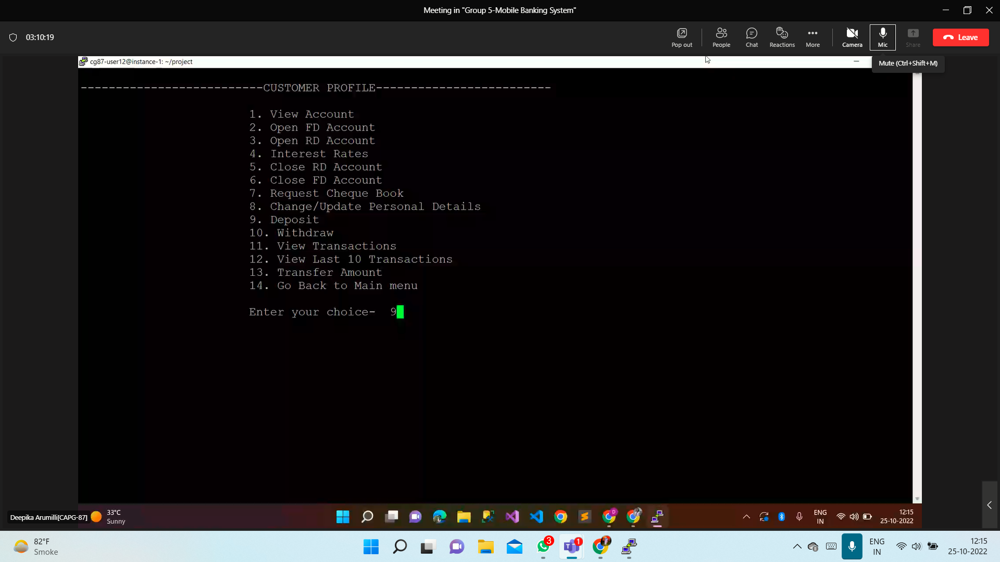 Meeting in "Group 5-Mobile Banking System"
03:10:19
Pop out
People
Chat
Reactions
More
Camera
Mic
Share
Leave
Mute (Ctrl+Shift+M)
cg87-user12@instance-1: ~/project
--------------------------CUSTOMER PROFILE-------------------------
1. View Account
2. Open FD Account
3. Open RD Account
4. Interest Rates
5. Close RD Account
6. Close FD Account
7. Request Cheque Book
8. Change/Update Personal Details
9. Deposit
10. Withdraw
11. View Transactions
12. View Last 10 Transactions
13. Transfer Amount
14. Go Back to Main menu
Enter your choice-  9
Deepika Arumilli[CAPG-87]
33°C
Sunny
D
ENG
IN
12:15
25-10-2022
82°F
Smoke
3
1
ENG
IN
12:15
25-10-2022